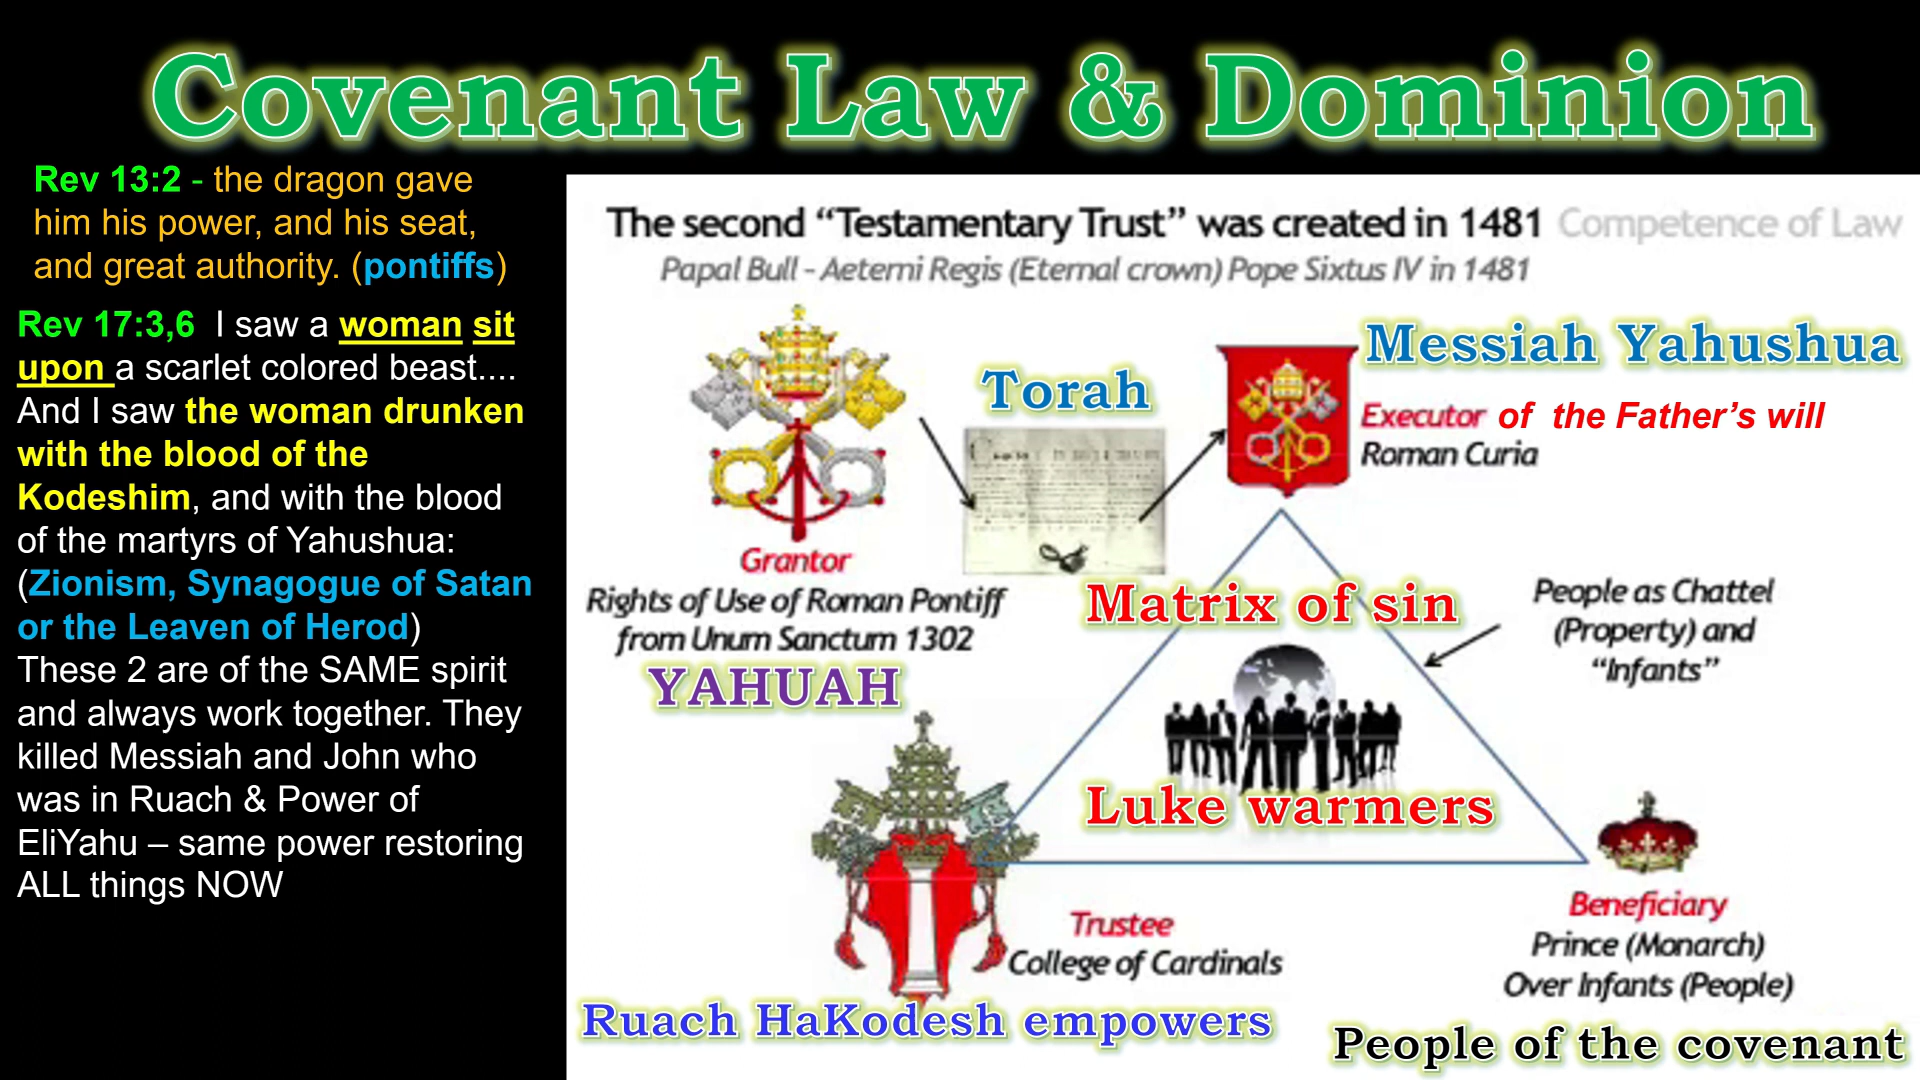 Covenant Law & Dominion
Rev 13:2 - the dragon gave
him his power, and his seat,
and great authority. (pontiffs)
Rev 17:3,6 I saw a woman sit
upon a scarlet colored beast....
And I saw the woman drunken
with the blood of the
Kodeshim, and with the blood
of the martyrs of Yahushua:
(Zionism, Synagogue of Satan
or the Leaven of Herod)
These 2 are of the SAME spirit
and always work together. They
killed Messiah and John who
was in Ruach & Power of
EliYahu – same power restoring
ALL things NOW
The second “Testamentary Trust” was created in 1481 Competence of Law
Papal Bull - Aeterni Regis (Eternal crown) Pope Sixtus IV in 1481
Messiah Yahushua
Torah
Executor of the Father’s will
Roman Curia
Grantor
Rights of Use of Roman Pontiff
from Unum Sanctum 1302
YAHUAH
Matrix of sin
People as Chattel
(Property) and
“Infants”
Luke warmers
Trustee
College of Cardinals
Beneficiary
Prince (Monarch)
Over Infants (People)
Ruach HaKodesh empowers
People of the covenant